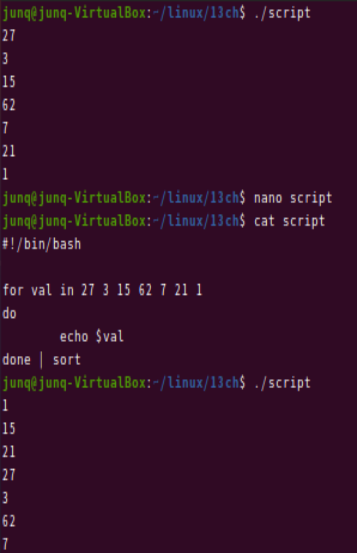 junq@junq-VirtualBox:~/linux/13ch$ ./script
27
3
15
62
7
21
1
junq@junq-VirtualBox:~/linux/13ch$ nano script
junq@junq-VirtualBox:~/linux/13ch$ cat script
#!/bin/bash

for val in 27 3 15 62 7 21 1
do
        echo $val
done | sort
junq@junq-VirtualBox:~/linux/13ch$ ./script
1
15
21
27
3
62
7